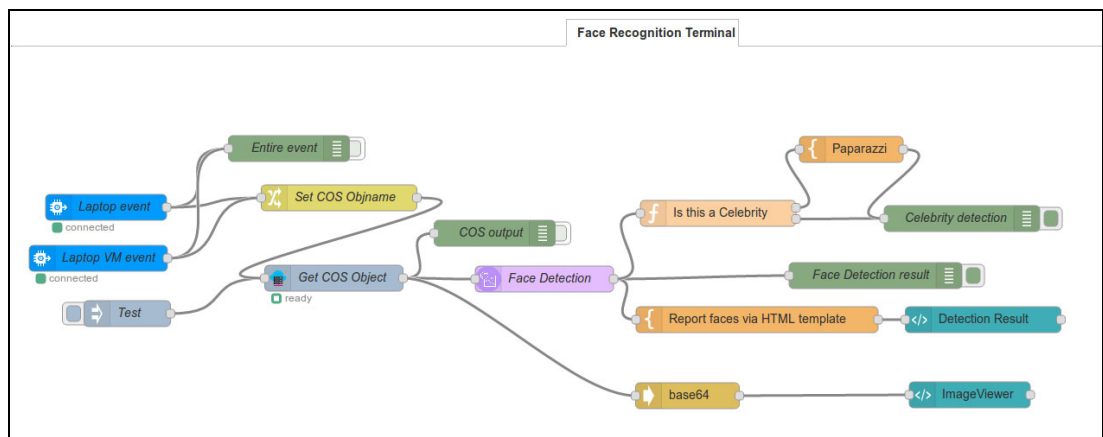 Face Recognition Terminal
Entire event
Paparazzi
Laptop event
connected
Set COS Objname
Is this a Celebrity
Celebrity detection
COS output
Laptop VM event
connected
Get COS Object
ready
Face Detection
Face Detection result
Test
Report faces via HTML template
</> Detection Result
base64
</> ImageViewer